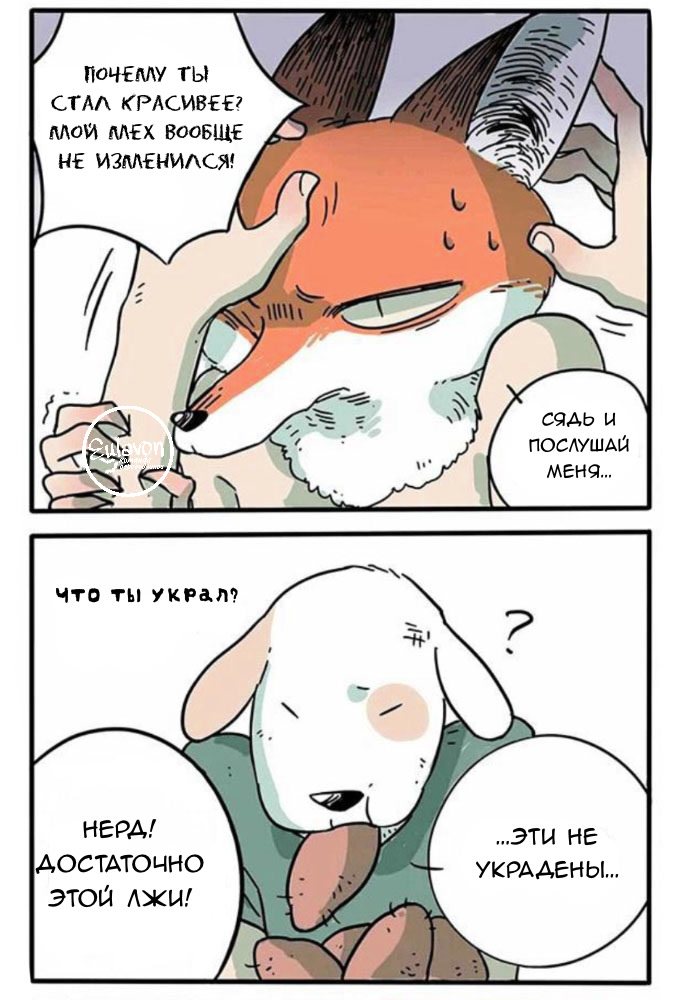 ПОЧЕМУ ТЫ
СТАЛ КРАСИВЕЕ?
МОЙ МЕХ ВООБЩЕ
НЕ ИЗМЕНИЛСЯ!
СЯДЬ И
ПОСЛУШАЙ
МЕНЯ...
ЧТО ТЫ УКРАЛ?
?
НЕРД!
ДОСТАТОЧНО
ЭТОЙ ЛЖИ!
...ЭТИ НЕ
УКРАДЕНЫ...